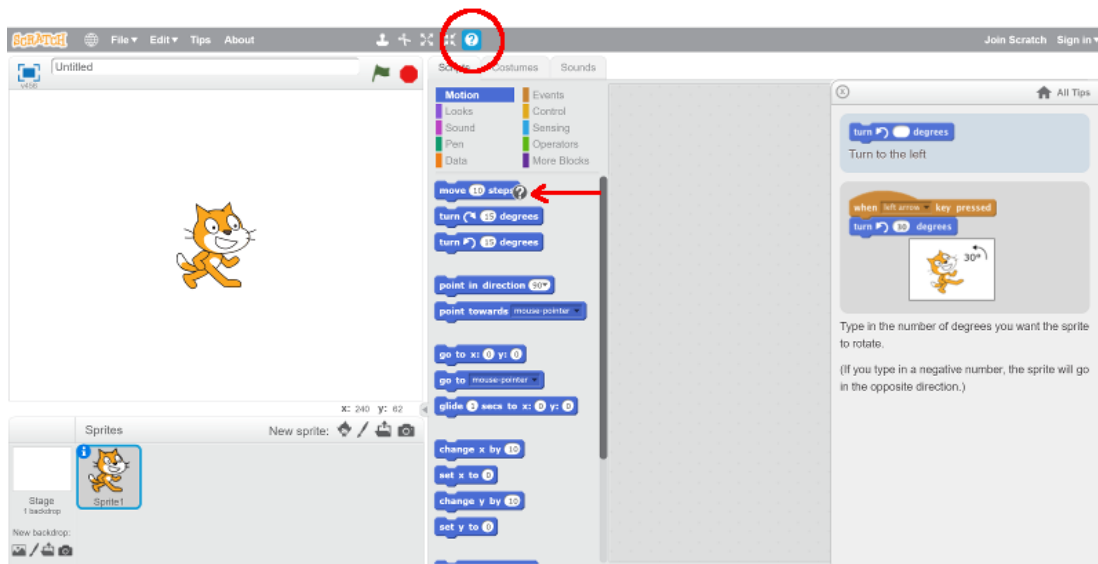 SCRATCH File Edit Tips About ? Join Scratch Sign in
v456 Untitled
Scripts Costumes Sounds
Motion Events
Looks Control
Sound Sensing
Pen Operators
Data More Blocks
move 10 steps ?
turn 15 degrees
turn 15 degrees
point in direction 90
point towards mouse-pointer
go to x: 0 y: 0
go to mouse-pointer
glide 1 secs to x: 0 y: 0
change x by 10
set x to 0
change y by 10
set y to 0
X: 240 y: 62
Sprites New sprite:
Stage
1 backdrop
i
Sprite1
New backdrop:
x All Tips
turn degrees
Turn to the left
when left arrow key pressed
turn 30 degrees
30°
Type in the number of degrees you want the sprite
to rotate.
(If you type in a negative number, the sprite will go
in the opposite direction.)